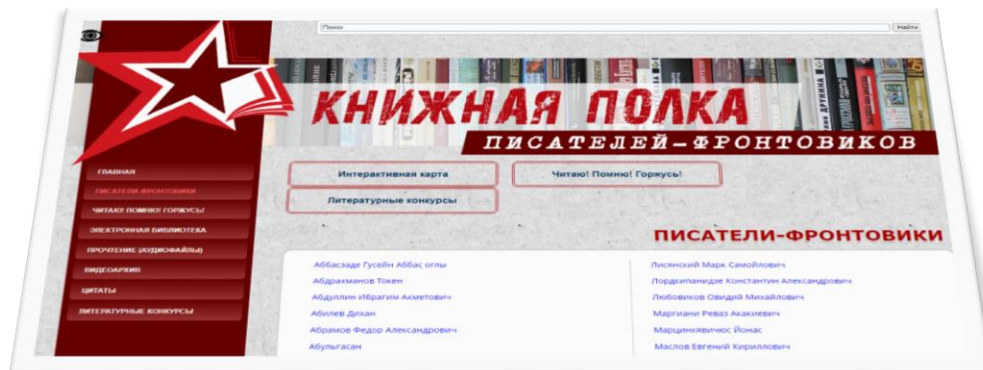 Поиск
Найти
КНИЖНАЯ ПОЛКА
ПИСАТЕЛЕЙ-ФРОНТОВИКОВ
ГЛАВНАЯ
ПИСАТЕЛИ-ФРОНТОВИКИ
ЧИТАЮ! ПОМНЮ! ГОРЖУСЬ!
ЭЛЕКТРОННАЯ БИБЛИОТЕКА
ПРОЧТЕНИЕ (АУДИОФАЙЛЫ)
ВИДЕОАРХИВ
ЦИТАТЫ
ЛИТЕРАТУРНЫЕ КОНКУРСЫ
Интерактивная карта
Читаю! Помню! Горжусь!
Литературные конкурсы
ПИСАТЕЛИ-ФРОНТОВИКИ
Аббасзаде Гусейн Аббас оглы
Абдрахманов Токен
Абдуллин Ибрагим Ахметович
Абилев Дихан
Абрамов Федор Александрович
Абульгасан
Лисянский Марк Самойлович
Лордкипанидзе Константин Александрович
Любовиков Овидий Михайлович
Маргиани Реваз Акакиевич
Марцинкявичюс Йонас
Маслов Евгений Кириллович